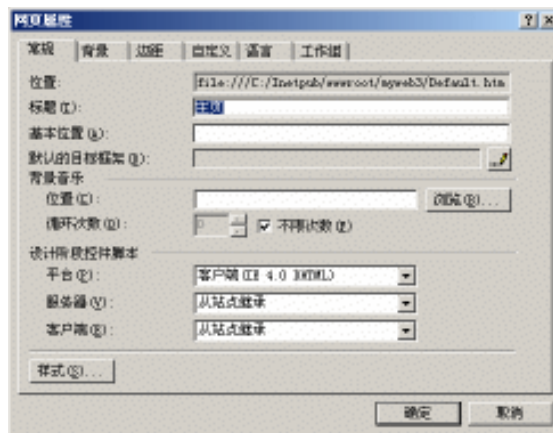 网页属性
常规 背景 边距 自定义 语言 工作组
位置: file:///C:/Inetpub/wwwroot/myweb3/Default.htm
标题(T): 主页
基本位置(A):
默认的目标框架(D):
背景音乐
位置(C): 浏览(B)...
循环次数(O): 0 不限次数(F)
设计阶段控件脚本
平台(P): 客户端(IE 4.0 DHTML)
服务器(V): 从站点继承
客户端(E): 从站点继承
样式(S)...
确定 取消